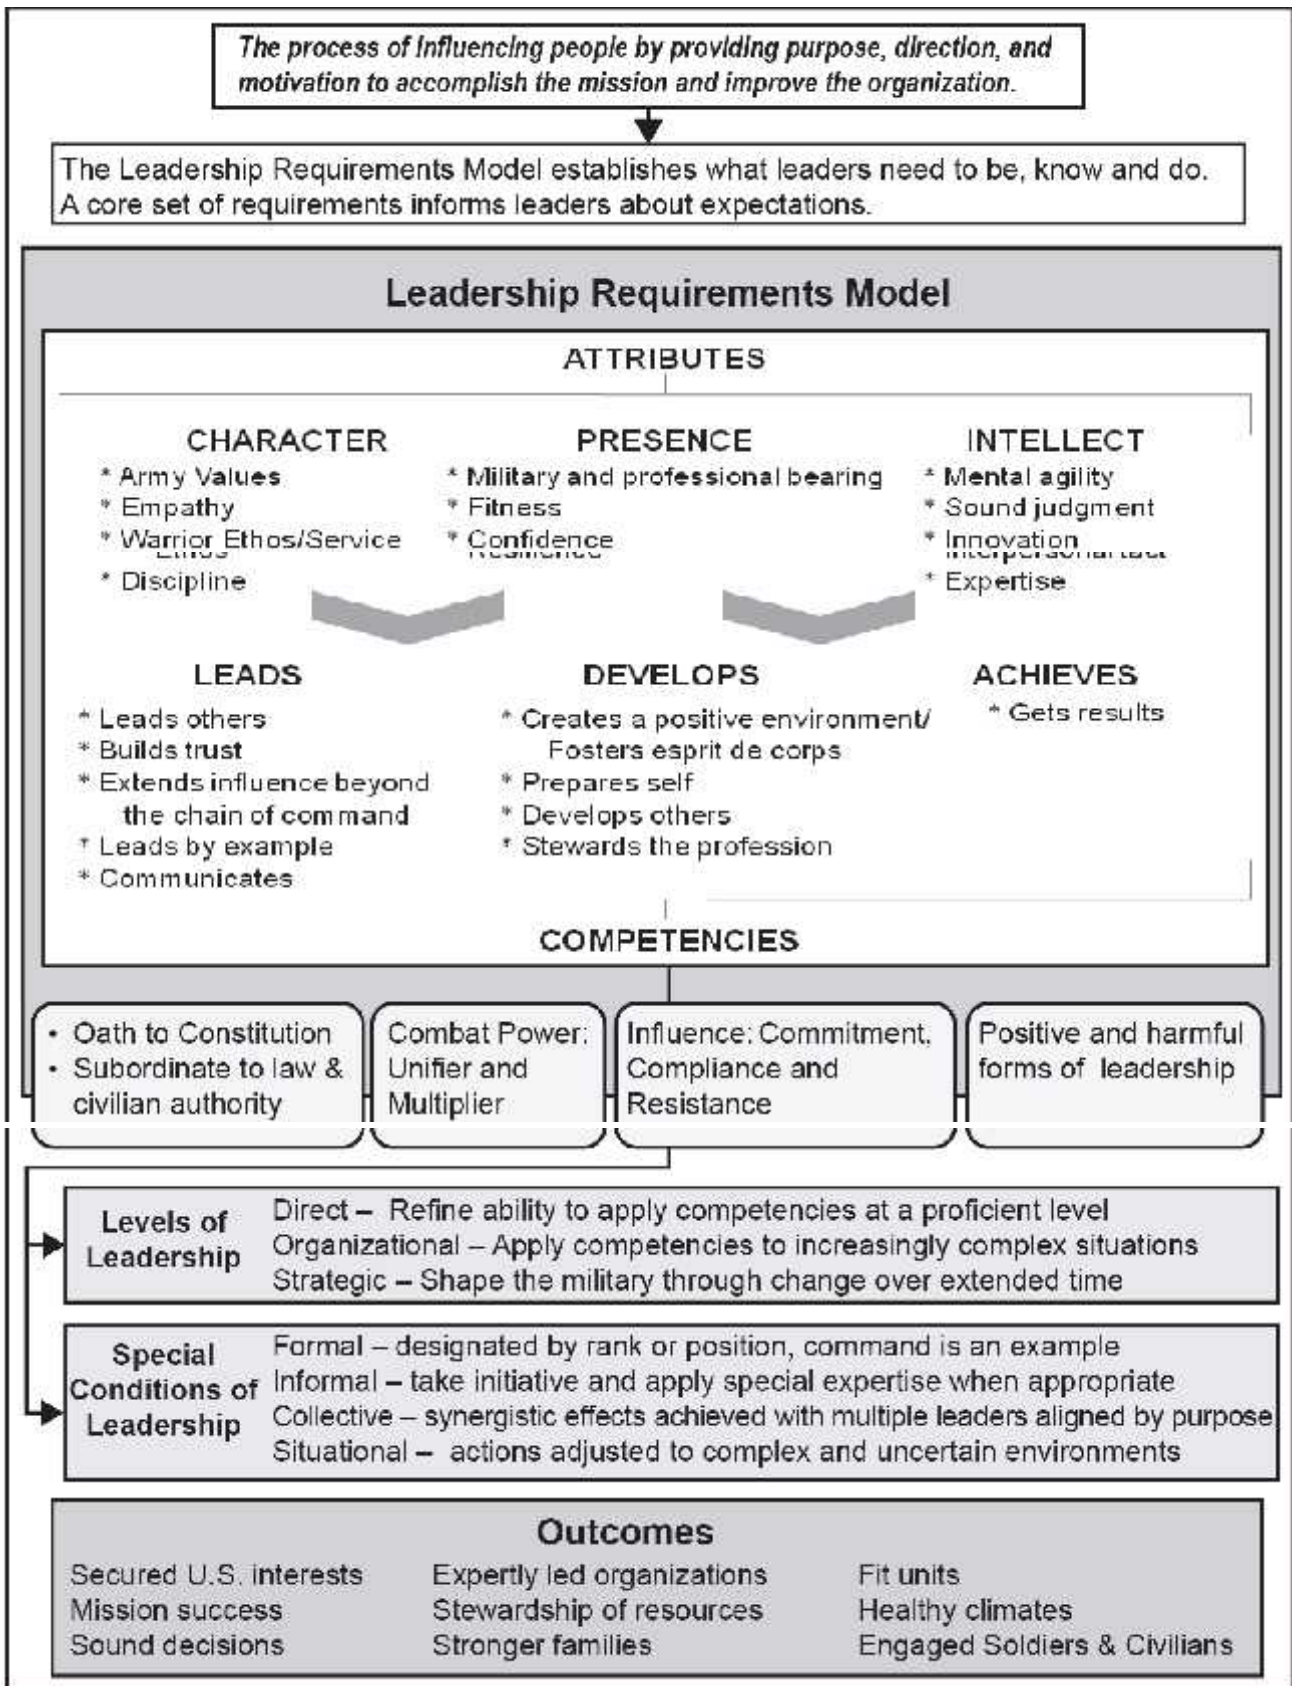 The process of influencing people by providing purpose, direction, and
motivation to accomplish the mission and improve the organization.
The Leadership Requirements Model establishes what leaders need to be, know and do.
A core set of requirements informs leaders about expectations.
Leadership Requirements Model
ATTRIBUTES
CHARACTER
* Army Values
* Empathy
* Warrior Ethos/Service
Ethos
* Discipline
PRESENCE
* Military and professional bearing
* Fitness
* Confidence
Resilience
INTELLECT
* Mental agility
* Sound judgment
* Innovation
Interpersonal tact
* Expertise
LEADS
* Leads others
* Builds trust
* Extends influence beyond
the chain of command
* Leads by example
* Communicates
DEVELOPS
* Creates a positive environment/
Fosters esprit de corps
* Prepares self
* Develops others
* Stewards the profession
ACHIEVES
* Gets results
COMPETENCIES
• Oath to Constitution
• Subordinate to law &
civilian authority
Combat Power:
Unifier and
Multiplier
Influence: Commitment,
Compliance and
Resistance
Positive and harmful
forms of leadership
Levels of
Leadership
Direct – Refine ability to apply competencies at a proficient level
Organizational – Apply competencies to increasingly complex situations
Strategic – Shape the military through change over extended time
Special
Conditions of
Leadership
Formal – designated by rank or position, command is an example
Informal – take initiative and apply special expertise when appropriate
Collective – synergistic effects achieved with multiple leaders aligned by purpose
Situational – actions adjusted to complex and uncertain environments
Outcomes
Secured U.S. interests
Mission success
Sound decisions
Expertly led organizations
Stewardship of resources
Stronger families
Fit units
Healthy climates
Engaged Soldiers & Civilians